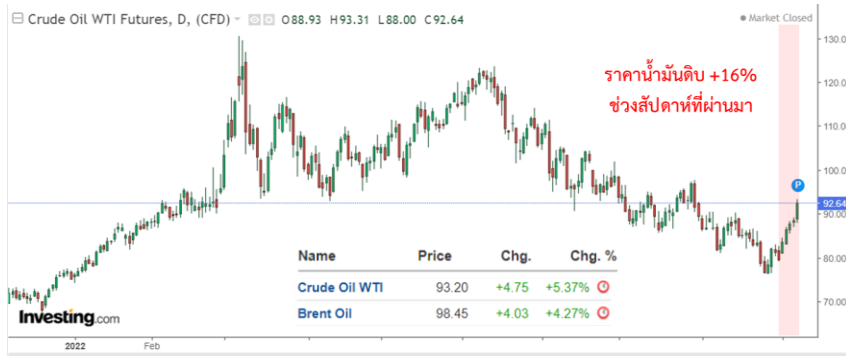 Crude Oil WTI Futures, D, (CFD) O88.93 H93.31 L88.00 C92.64
Market Closed
130.0
ราคาน้ำมันดิบ +16%
ช่วงสัปดาห์ที่ผ่านมา
120.0
110.0
100.0
P
92.64
90.00
80.00
70.00
Name Price Chg. Chg. %
Crude Oil WTI 93.20 +4.75 +5.37%
Brent Oil 98.45 +4.03 +4.27%
Investing.com
2022 Feb